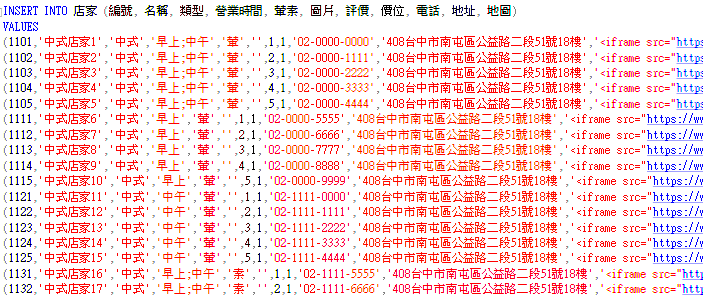 INSERT INTO 店家 (編號, 名稱, 類型, 營業時間, 葷素, 圖片, 評價, 價位, 電話, 地址, 地圖)
VALUES
(1101,'中式店家1','中式','早上;中午','葷','',1,1,'02-0000-0000','408台中市南屯區公益路二段51號18樓','<iframe src="https
(1102,'中式店家2','中式','早上;中午','葷','',2,1,'02-0000-1111','408台中市南屯區公益路二段51號18樓','<iframe src="https
(1103,'中式店家3','中式','早上;中午','葷','',3,1,'02-0000-2222','408台中市南屯區公益路二段51號18樓','<iframe src="https
(1104,'中式店家4','中式','早上;中午','葷','',4,1,'02-0000-3333','408台中市南屯區公益路二段51號18樓','<iframe src="https
(1105,'中式店家5','中式','早上;中午','葷','',5,1,'02-0000-4444','408台中市南屯區公益路二段51號18樓','<iframe src="https
(1111,'中式店家6','中式','早上','葷','',1,1,'02-0000-5555','408台中市南屯區公益路二段51號18樓','<iframe src="https://ww
(1112,'中式店家7','中式','早上','葷','',2,1,'02-0000-6666','408台中市南屯區公益路二段51號18樓','<iframe src="https://ww
(1113,'中式店家8','中式','早上','葷','',3,1,'02-0000-7777','408台中市南屯區公益路二段51號18樓','<iframe src="https://ww
(1114,'中式店家9','中式','早上','葷','',4,1,'02-0000-8888','408台中市南屯區公益路二段51號18樓','<iframe src="https://ww
(1115,'中式店家10','中式','早上','葷','',5,1,'02-0000-9999','408台中市南屯區公益路二段51號18樓','<iframe src="https://w
(1121,'中式店家11','中式','中午','葷','',1,1,'02-1111-0000','408台中市南屯區公益路二段51號18樓','<iframe src="https://w
(1122,'中式店家12','中式','中午','葷','',2,1,'02-1111-1111','408台中市南屯區公益路二段51號18樓','<iframe src="https://w
(1123,'中式店家13','中式','中午','葷','',3,1,'02-1111-2222','408台中市南屯區公益路二段51號18樓','<iframe src="https://w
(1124,'中式店家14','中式','中午','葷','',4,1,'02-1111-3333','408台中市南屯區公益路二段51號18樓','<iframe src="https://w
(1125,'中式店家15','中式','中午','葷','',5,1,'02-1111-4444','408台中市南屯區公益路二段51號18樓','<iframe src="https://w
(1131,'中式店家16','中式','早上;中午','素','',1,1,'02-1111-5555','408台中市南屯區公益路二段51號18樓','<iframe src="http
(1132,'中式店家17','中式','早上;中午','素','',2,1,'02-1111-6666','408台中市南屯區公益路二段51號18樓','<iframe src="http